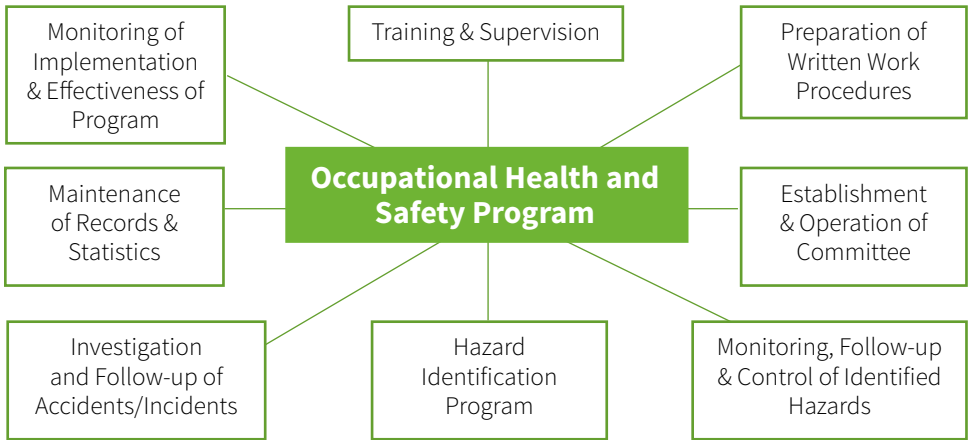 Monitoring of
Implementation
& Effectiveness of
Program
Training & Supervision
Preparation of
Written Work
Procedures
Occupational Health and
Safety Program
Maintenance
of Records &
Statistics
Establishment
& Operation of
Committee
Investigation
and Follow-up of
Accidents/Incidents
Hazard
Identification
Program
Monitoring, Follow-up
& Control of Identified
Hazards